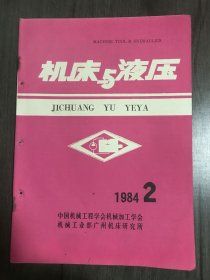 MACHINE TOOL & HYDRAULICS
机床与液压
JICHUANG YU YEYA
1984 2
中国机械工程学会机械加工学会
机械工业部广州机床研究所